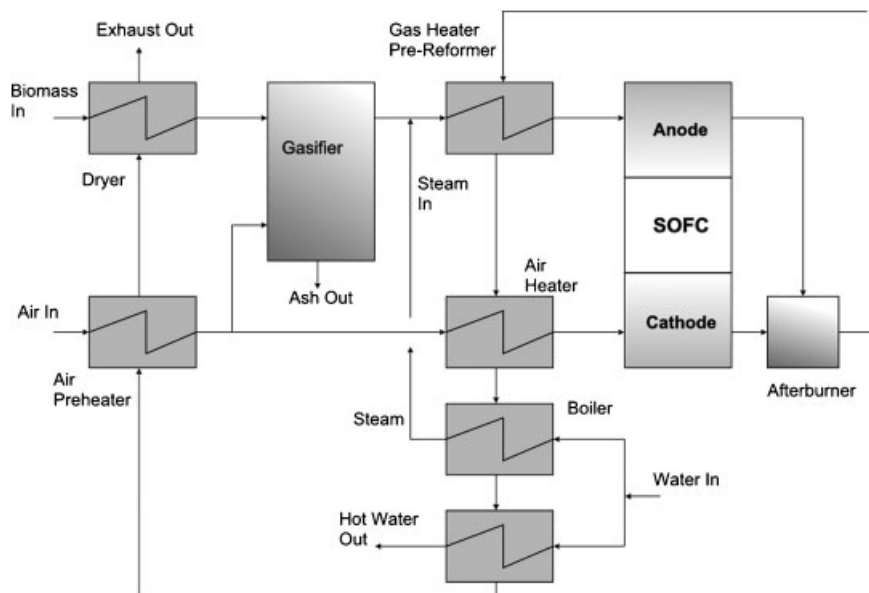 Exhaust Out
Gas Heater
Pre-Reformer
Biomass
In
Gasifier
Anode
Dryer
Steam
In
SOFC
Air
Heater
Ash Out
Air In
Cathode
Air
Preheater
Afterburner
Steam
Boiler
Water In
Hot Water
Out